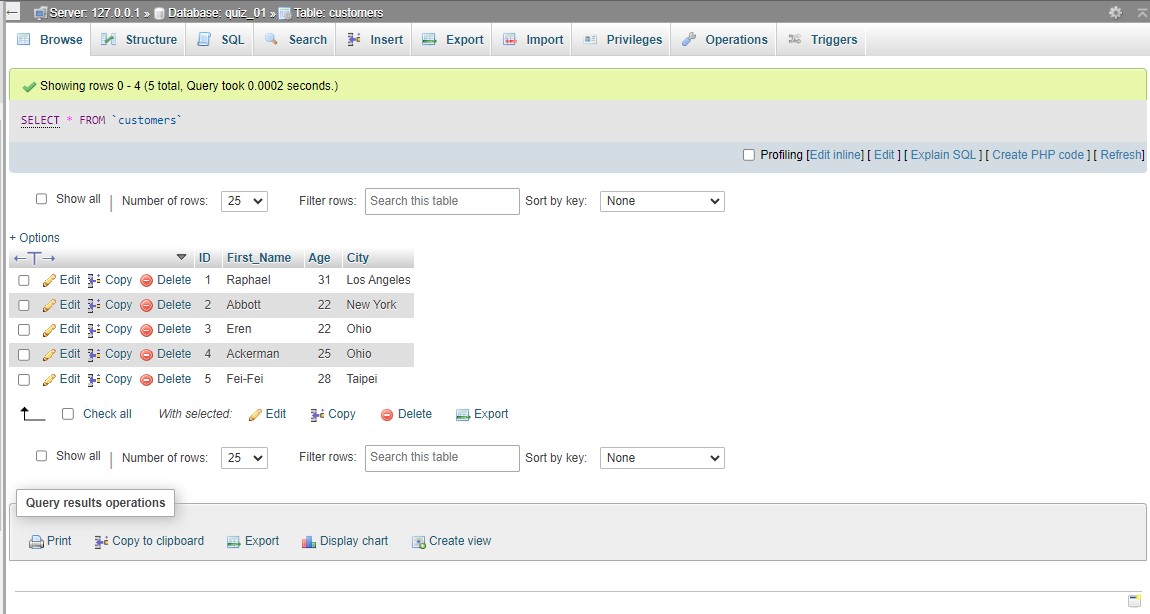 Server: 127.0.0.1 » Database: quiz_01 » Table: customers
Browse Structure SQL Search Insert Export Import Privileges Operations Triggers
Showing rows 0 - 4 (5 total, Query took 0.0002 seconds.)
SELECT * FROM `customers`
Profiling [Edit inline] [ Edit ] [ Explain SQL ] [ Create PHP code ] [ Refresh]
Show all | Number of rows: 25 Filter rows: Search this table Sort by key: None
+ Options
←T→ ID First_Name Age City
Edit Copy Delete 1 Raphael 31 Los Angeles
Edit Copy Delete 2 Abbott 22 New York
Edit Copy Delete 3 Eren 22 Ohio
Edit Copy Delete 4 Ackerman 25 Ohio
Edit Copy Delete 5 Fei-Fei 28 Taipei
Check all With selected: Edit Copy Delete Export
Show all | Number of rows: 25 Filter rows: Search this table Sort by key: None
Query results operations
Print Copy to clipboard Export Display chart Create view